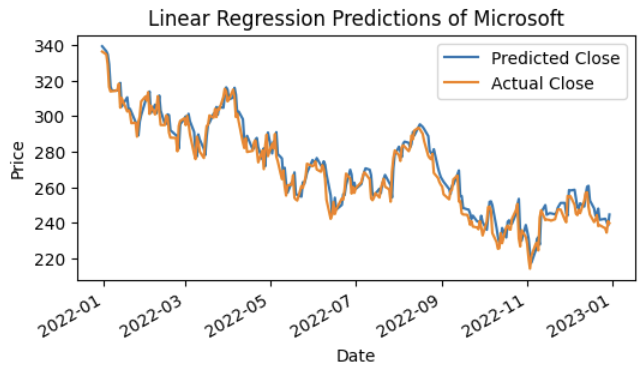 Linear Regression Predictions of Microsoft
Predicted Close
Actual Close
Price
340
320
300
280
260
240
220
2022-01
2022-03
2022-05
2022-07
2022-09
2022-11
2023-01
Date